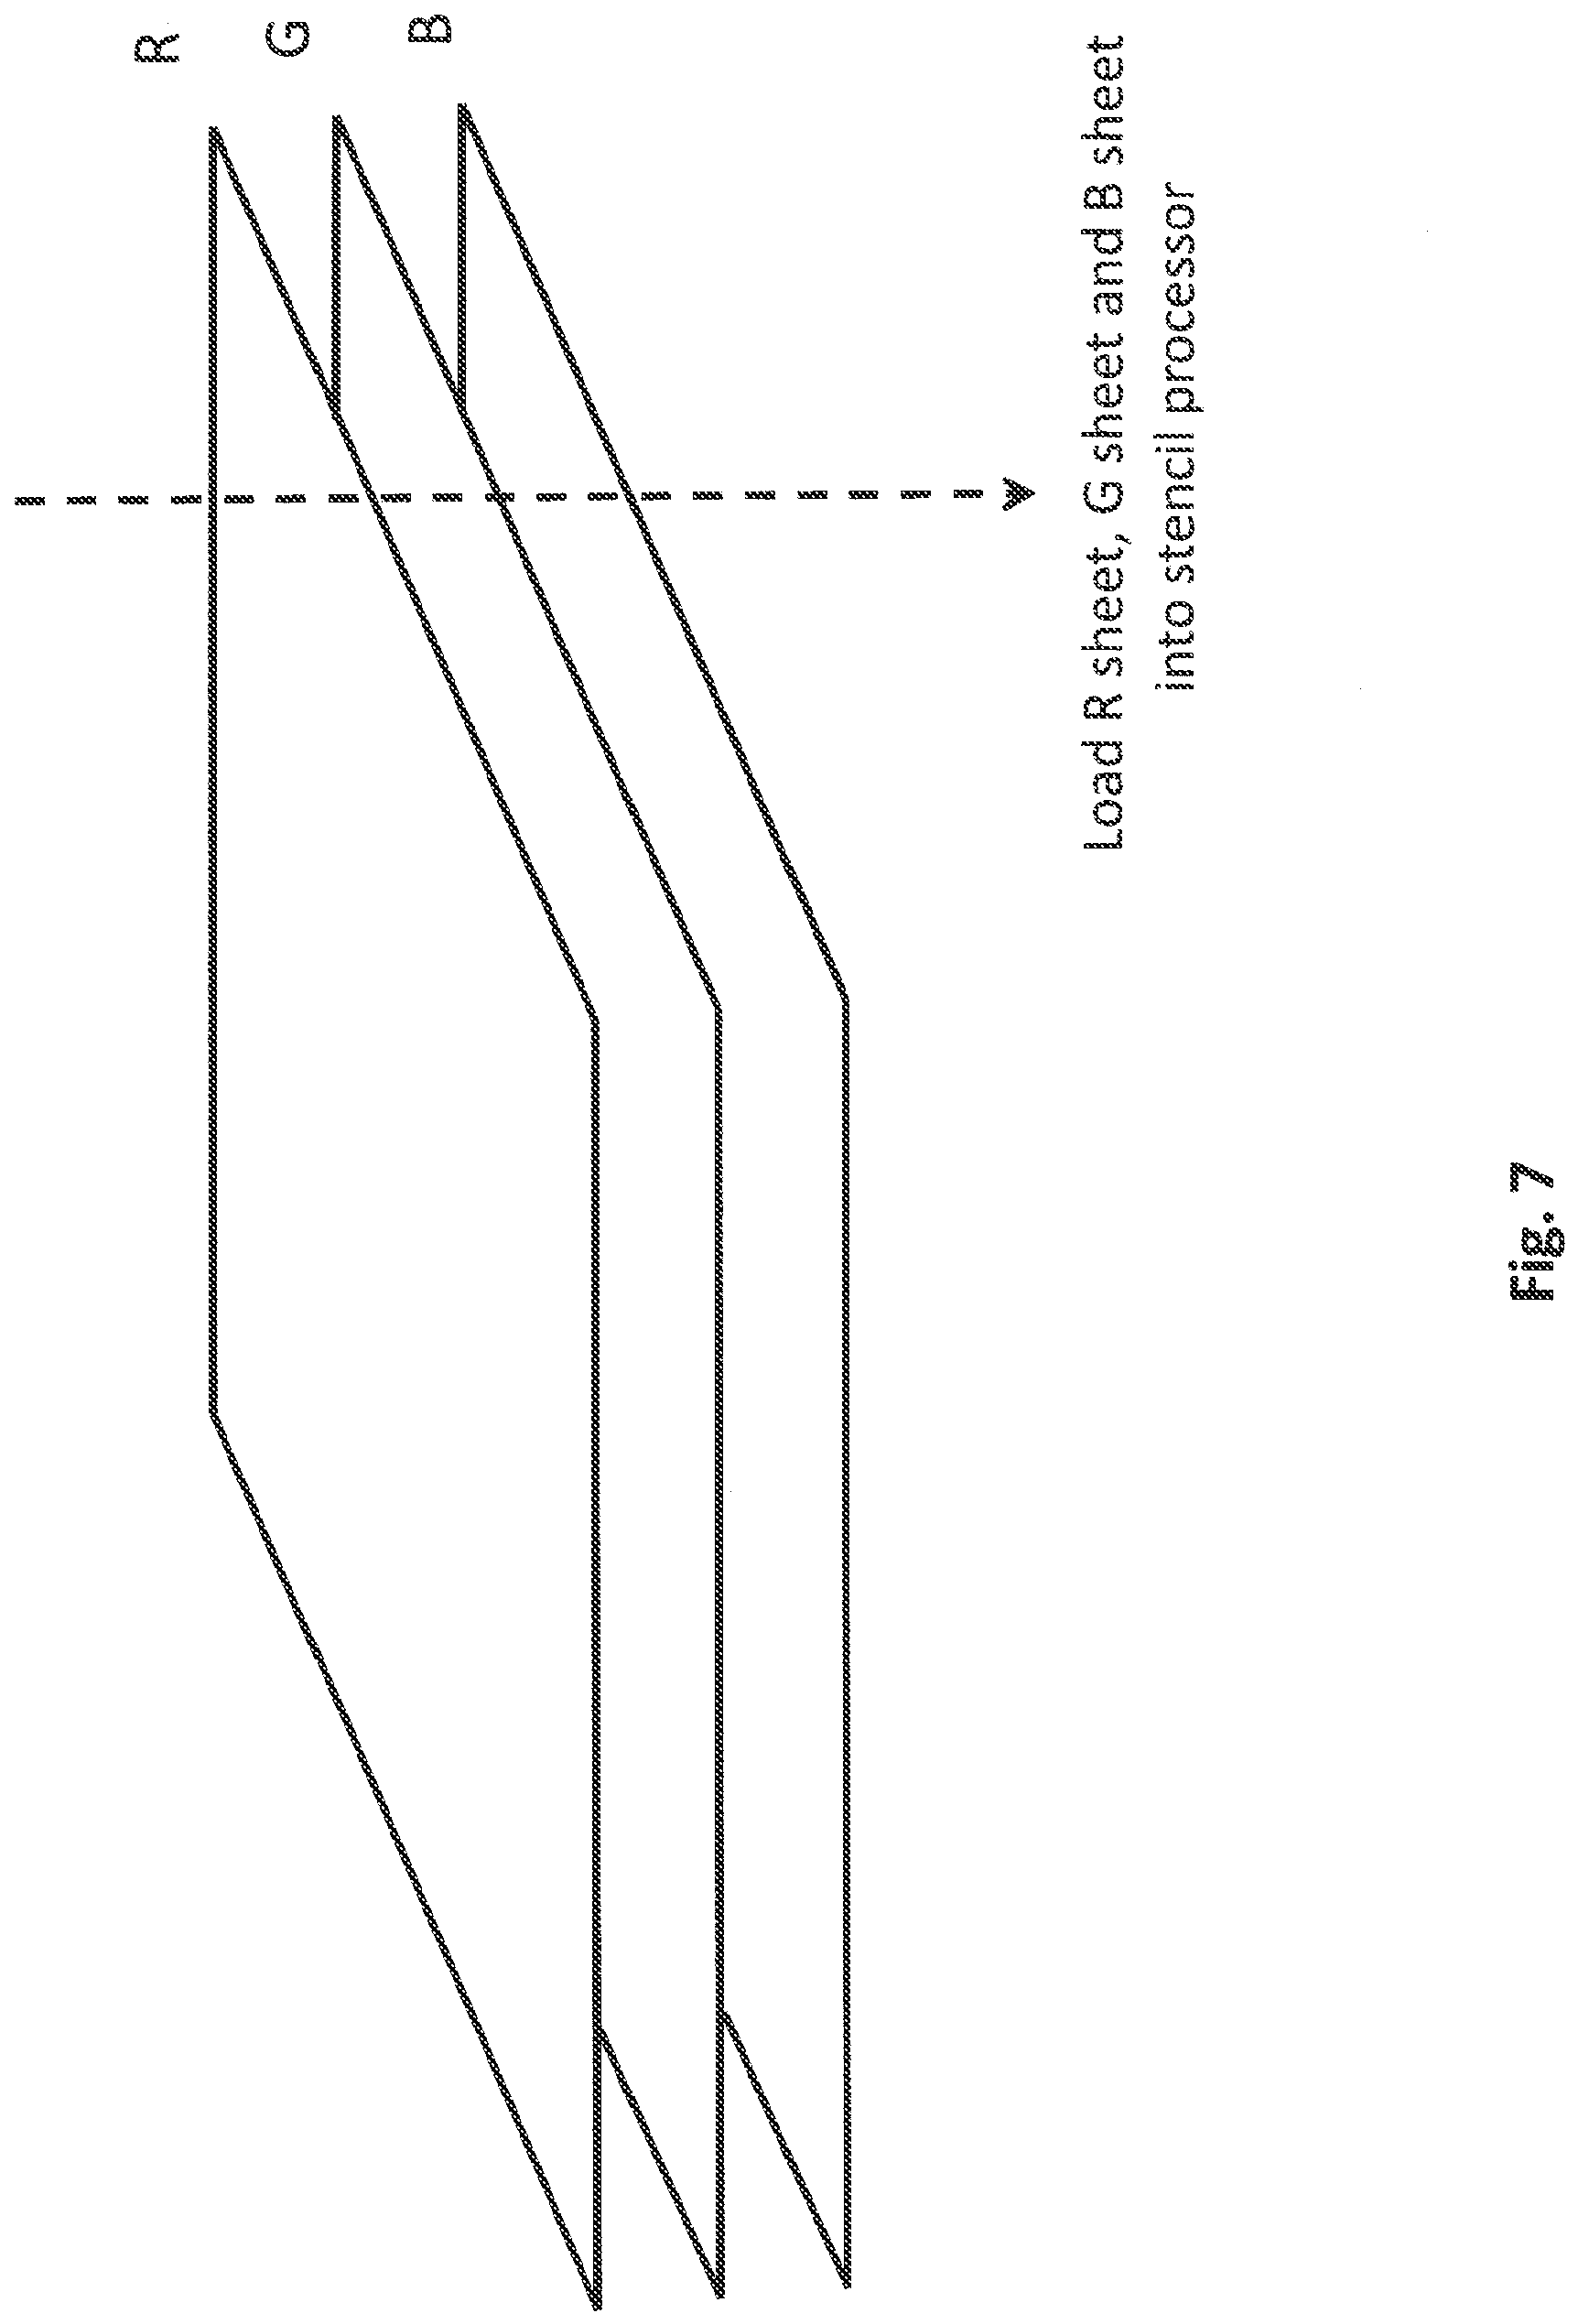 R
G
B
Load R sheet, G sheet and B sheet
into stencil processor
Fig. 7